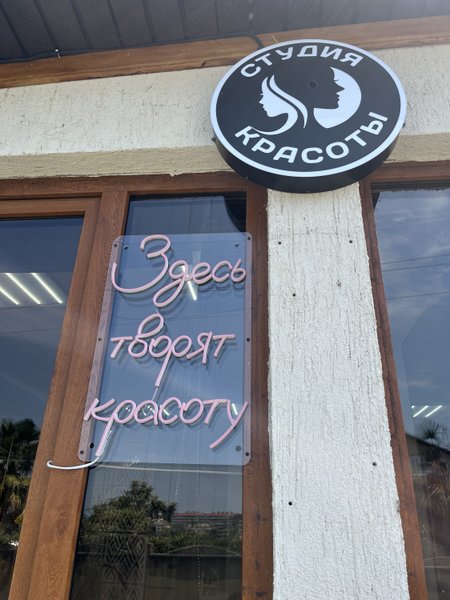 СТУДИЯ
КРАСОТЫ
Здесь
творят
красоту